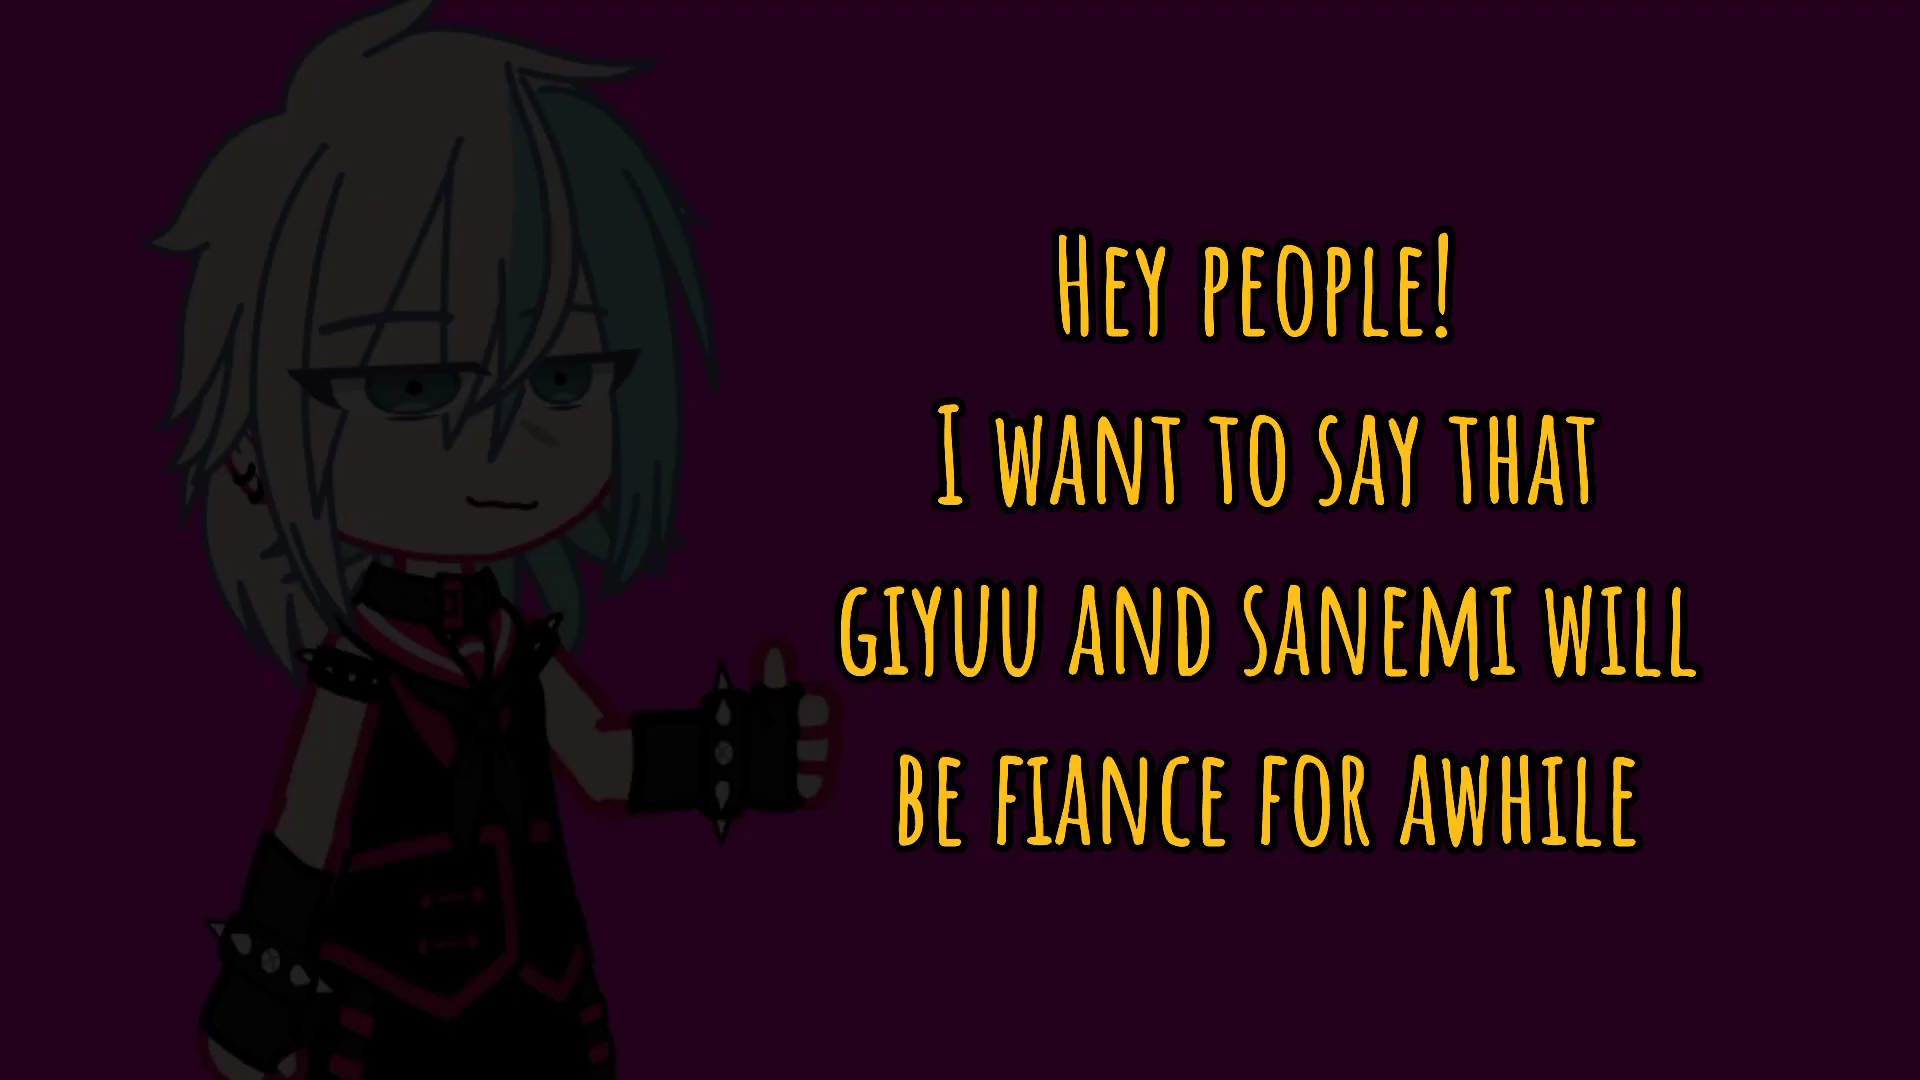 Hey people!
I want to say that
giyuu and sanemi will
be fiance for awhile